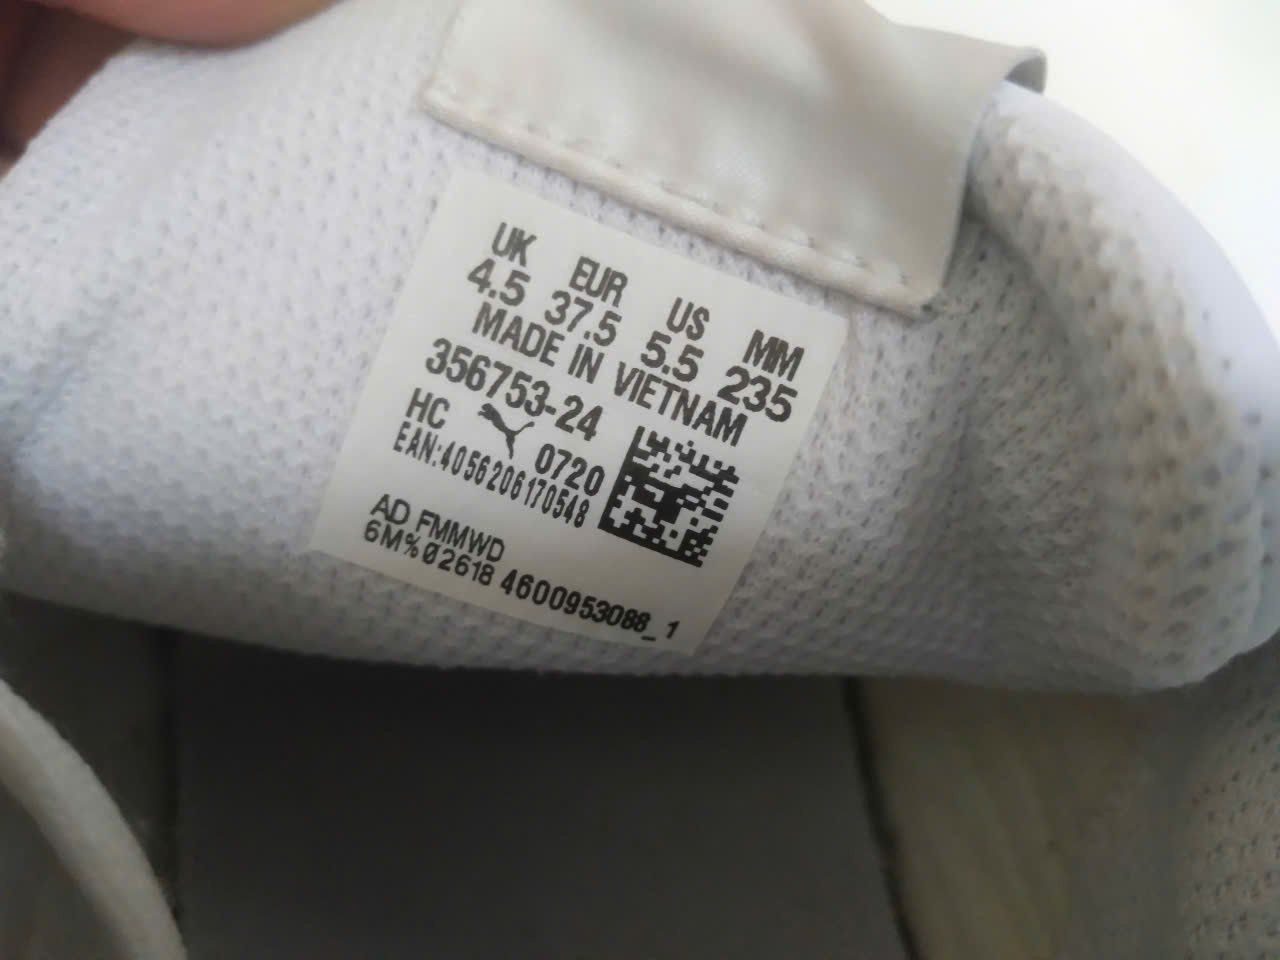 UK EUR US MM
4.5 37.5 5.5 235
MADE IN VIETNAM
356753-24
HC 0720
EAN:4056206170548
AD FMMWD
6M%02618 4600953088_1